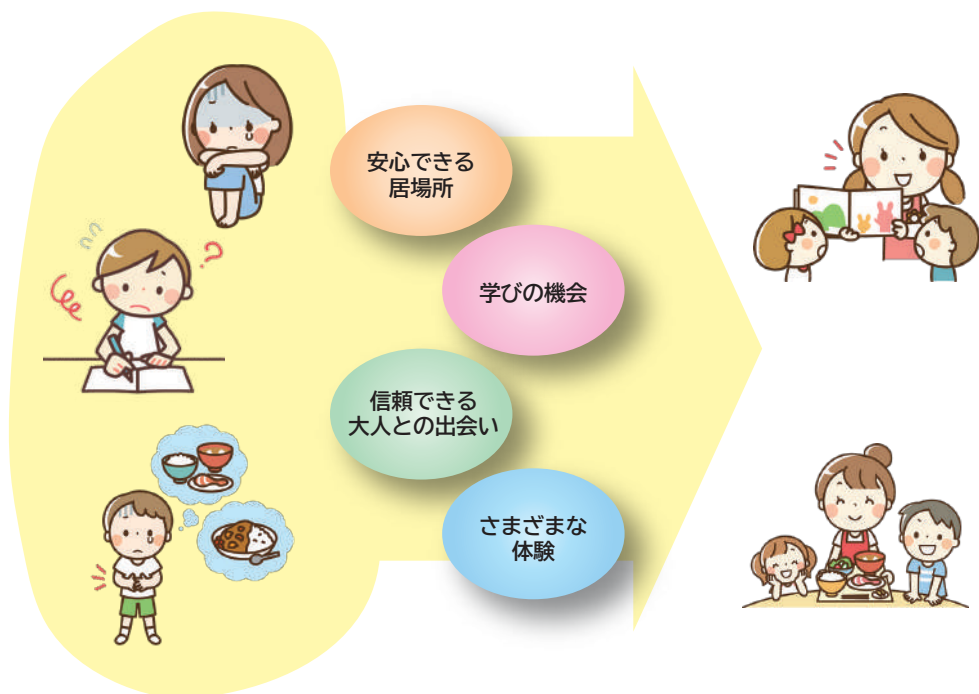 安心できる
居場所
学びの機会
信頼できる
大人との出会い
さまざまな
体験